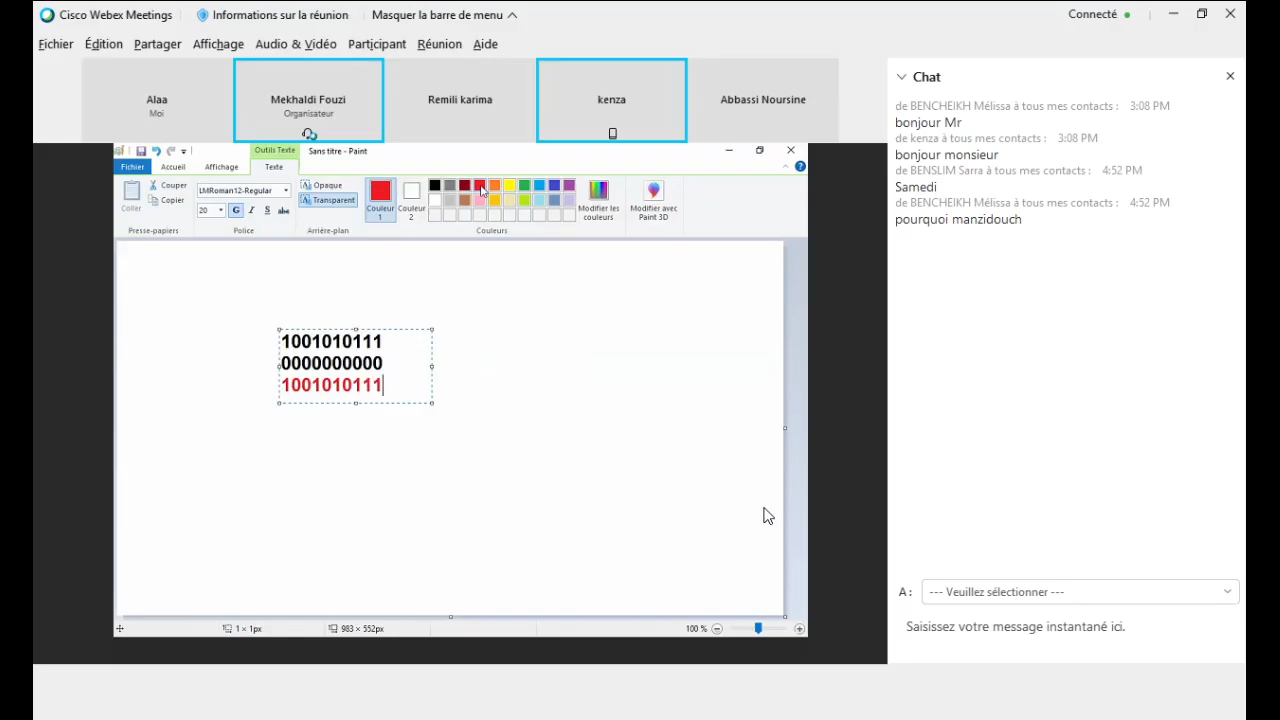 Cisco Webex Meetings
Informations sur la réunion
Masquer la barre de menu
Connecté
Fichier Édition Partager Affichage Audio & Vidéo Participant Réunion Aide
Alaa
Moi
Mekhaldi Fouzi
Organisateur
Remili karima
kenza
Abbassi Noursine
Outils Texte
Sans titre - Paint
Fichier Accueil Affichage Texte
Coller
Couper
Copier
Presse-papiers
LMRoman12-Regular
20 G I S abc
Police
Opaque
Transparent
Arrière-plan
Couleur 1
Couleur 2
Modifier les couleurs
Couleurs
Modifier avec Paint 3D
1001010111
0000000000
1001010111
1 × 1px
983 × 552px
100 %
Chat
de BENCHEIKH Mélissa à tous mes contacts : 3:08 PM
bonjour Mr
de kenza à tous mes contacts : 3:08 PM
bonjour monsieur
de BENSLIM Sarra à tous mes contacts : 4:52 PM
Samedi
de BENSLIM Sarra à tous mes contacts : 4:52 PM
pourquoi manzidouch
A : --- Veuillez sélectionner ---
Saisissez votre message instantané ici.